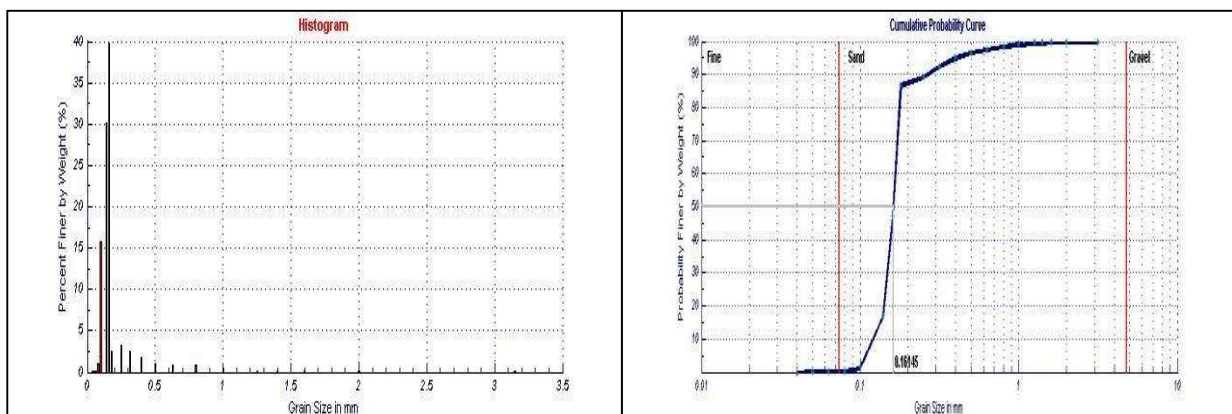 Histogram
Percent Finer by Weight (%)
40
35
30
25
20
15
10
5
0
0 0.5 1 1.5 2 2.5 3 3.5
Grain Size in mm
Cumulative Probability Curve
Probability Finer by Weight (%)
100
90
80
70
60
50
40
30
20
10
Fine Sand Gravel
0.16145
0.01 0.1 1 10
Grain Size in mm